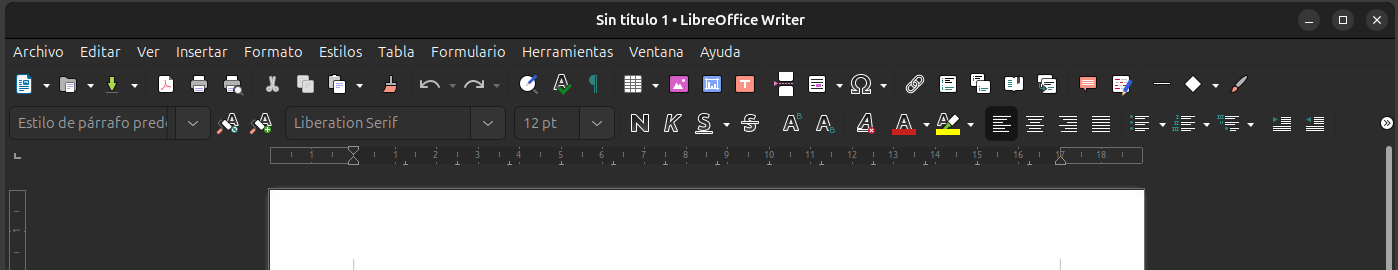 Sin título 1 • LibreOffice Writer
Archivo Editar Ver Insertar Formato Estilos Tabla Formulario Herramientas Ventana Ayuda
Estilo de párrafo pred Liberation Serif 12 pt N K S S
1 1 2 3 4 5 6 7 8 9 10 11 12 13 14 15 16 17 18